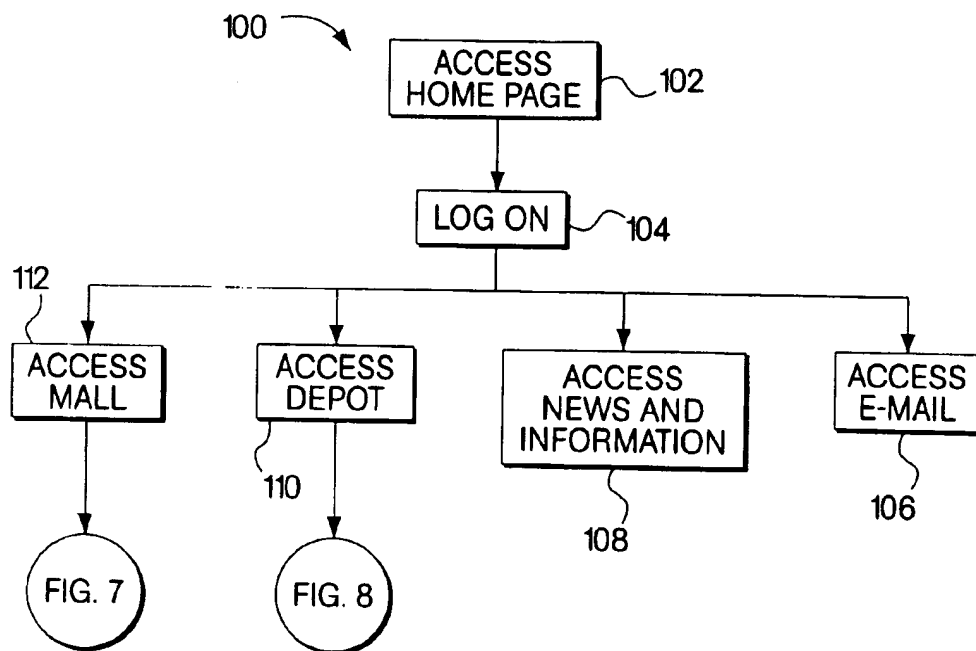 100
ACCESS
HOME PAGE
102
LOG ON
104
112
ACCESS
MALL
ACCESS
DEPOT
110
ACCESS
NEWS AND
INFORMATION
108
ACCESS
E-MAIL
106
FIG. 7
FIG. 8